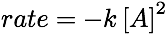 rate = −k [A]²